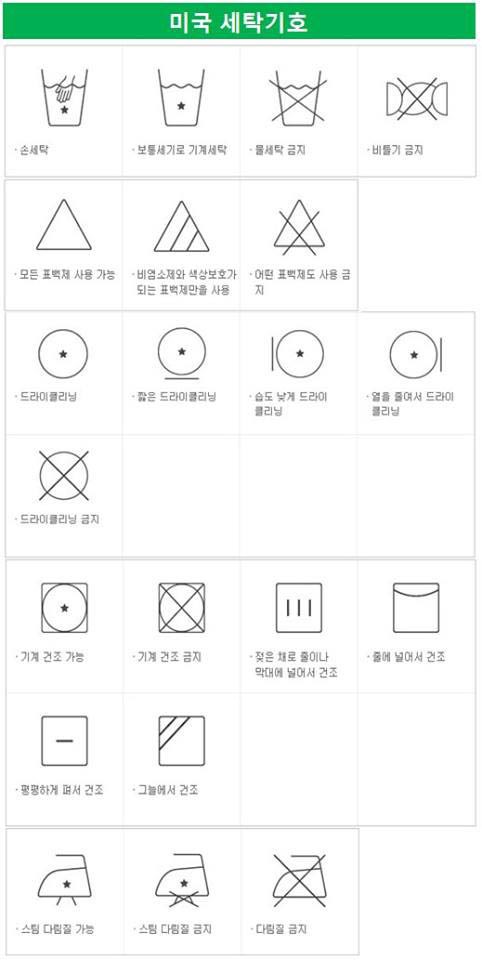 미국 세탁기호
· 손세탁
· 보통세기로 기계세탁
· 물세탁 금지
· 비틀기 금지
· 모든 표백제 사용 가능
· 비염소제와 색상보호가
되는 표백제만을 사용
· 어떤 표백제도 사용 금
지
· 드라이클리닝
· 짧은 드라이클리닝
· 습도 낮게 드라이
클리닝
· 열을 줄여서 드라이
클리닝
· 드라이클리닝 금지
· 기계 건조 가능
· 기계 건조 금지
· 젖은 채로 줄이나
막대에 널어서 건조
· 줄에 널어서 건조
· 평평하게 펴서 건조
· 그늘에서 건조
· 스팀 다림질 가능
· 스팀 다림질 금지
· 다림질 금지